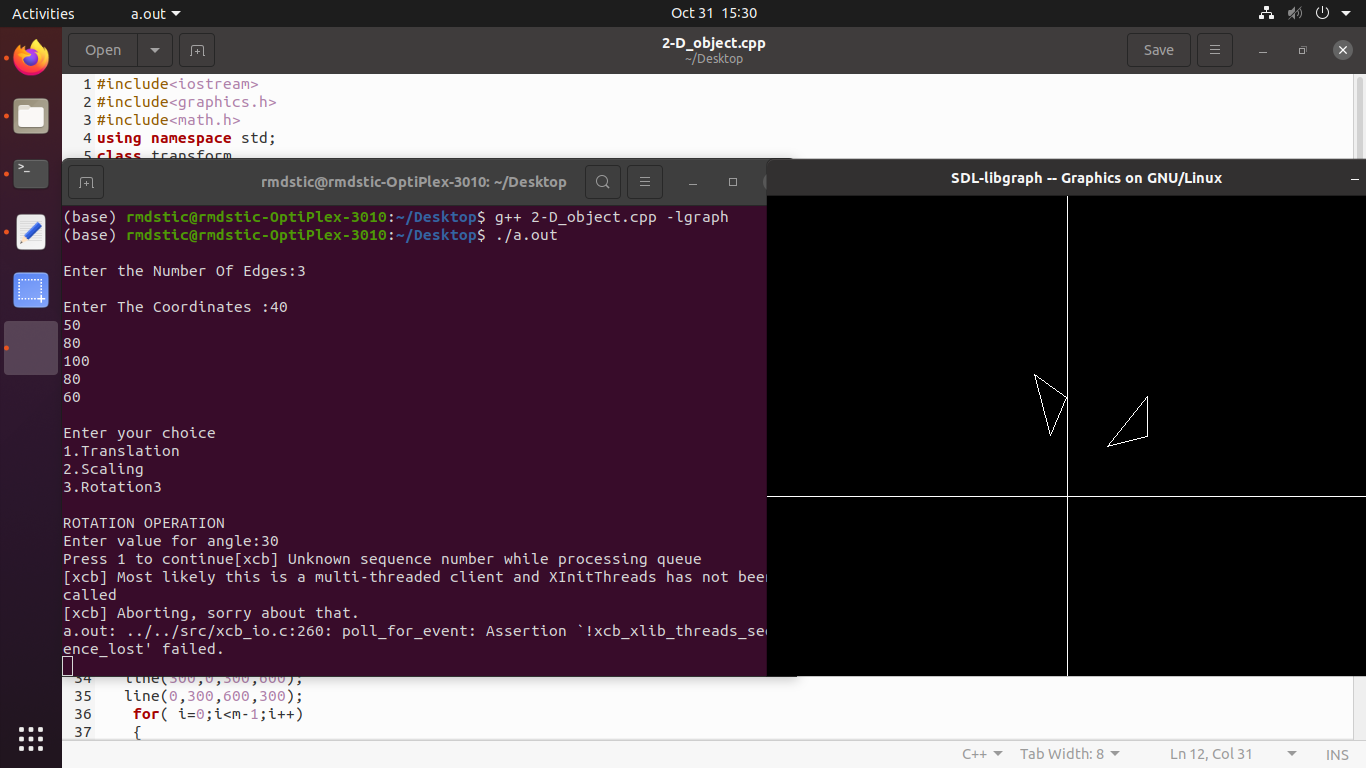 Activities
a.out
Oct 31 15:30
Open
2-D_object.cpp
~/Desktop
Save
1 #include<iostream>
2 #include<graphics.h>
3 #include<math.h>
4 using namespace std;
5 class transform
rmdstic@rmdstic-OptiPlex-3010: ~/Desktop
(base) rmdstic@rmdstic-OptiPlex-3010:~/Desktop$ g++ 2-D_object.cpp -lgraph
(base) rmdstic@rmdstic-OptiPlex-3010:~/Desktop$ ./a.out
Enter the Number Of Edges:3
Enter The Coordinates :40
50
80
100
80
60
Enter your choice
1.Translation
2.Scaling
3.Rotation3
ROTATION OPERATION
Enter value for angle:30
Press 1 to continue[xcb] Unknown sequence number while processing queue
[xcb] Most likely this is a multi-threaded client and XInitThreads has not been
called
[xcb] Aborting, sorry about that.
a.out: ../../src/xcb_io.c:260: poll_for_event: Assertion `!xcb_xlib_threads_seq
ence_lost' failed.
SDL-libgraph -- Graphics on GNU/Linux
34 line(300,0,300,600);
35 line(0,300,600,300);
36 for( i=0;i<m-1;i++)
37 {
C++
Tab Width: 8
Ln 12, Col 31
INS